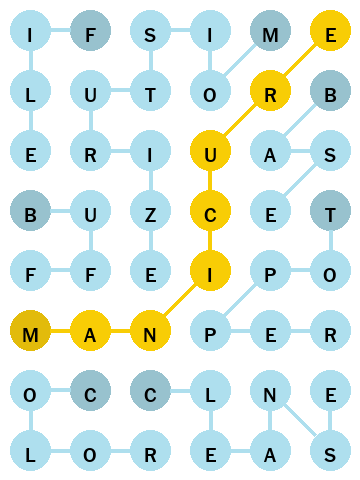 I F S I M E
L U T O R B
E R I U A S
B U Z C E T
F F E I P O
M A N P E R
O C C L N E
L O R E A S